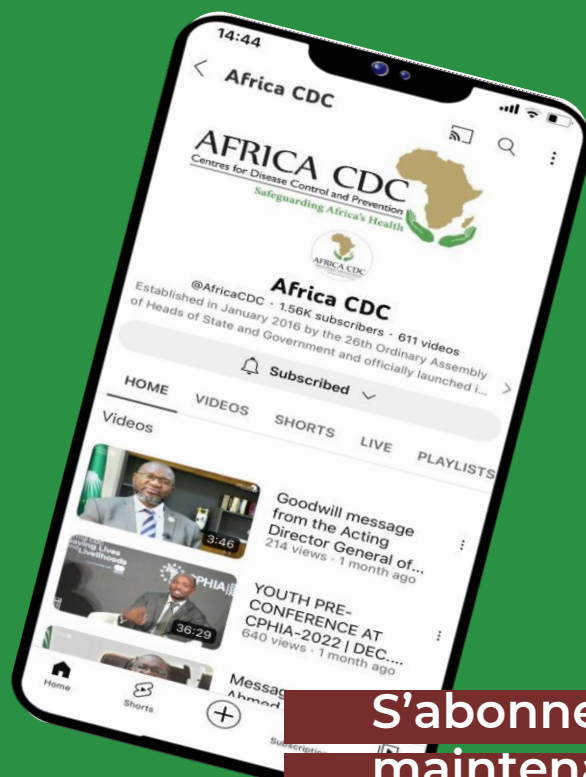 14:44
Africa CDC
AFRICA CDC
Centres for Disease Control and Prevention
Safeguarding Africa's Health
AFRICA CDC
Africa CDC
@AfricaCDC · 1.56K subscribers · 611 videos
Established in January 2016 by the 26th Ordinary Assembly
of Heads of State and Government and officially launched i...
Subscribed
HOME VIDEOS SHORTS LIVE PLAYLISTS
Videos
3:46
Goodwill message
from the Acting
Director General of...
214 views · 1 month ago
CPHIA
36:29
YOUTH PRE-
CONFERENCE AT
CPHIA-2022 | DEC....
640 views · 1 month ago
Home
Shorts
S'abonne